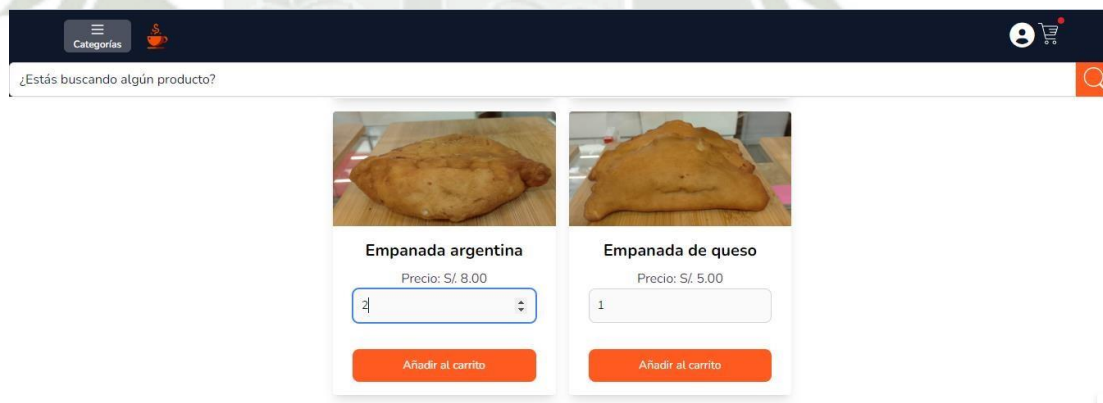 Categorías
¿Estás buscando algún producto?
Empanada argentina
Precio: S/. 8.00
2
Añadir al carrito
Empanada de queso
Precio: S/. 5.00
1
Añadir al carrito